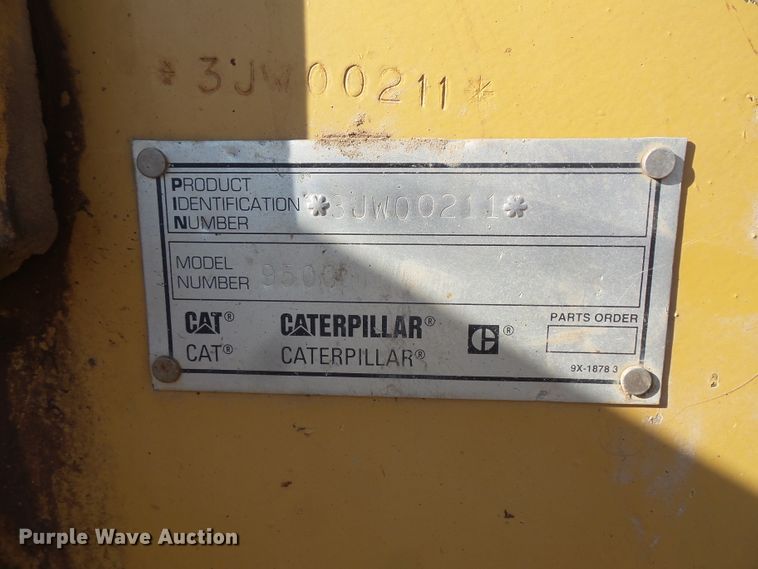 *3JW00211*
PRODUCT
IDENTIFICATION *3JW00211*
NUMBER
MODEL
NUMBER
CAT® CATERPILLAR® C® PARTS ORDER
CAT® CATERPILLAR®
9X-1878 3
Purple Wave Auction